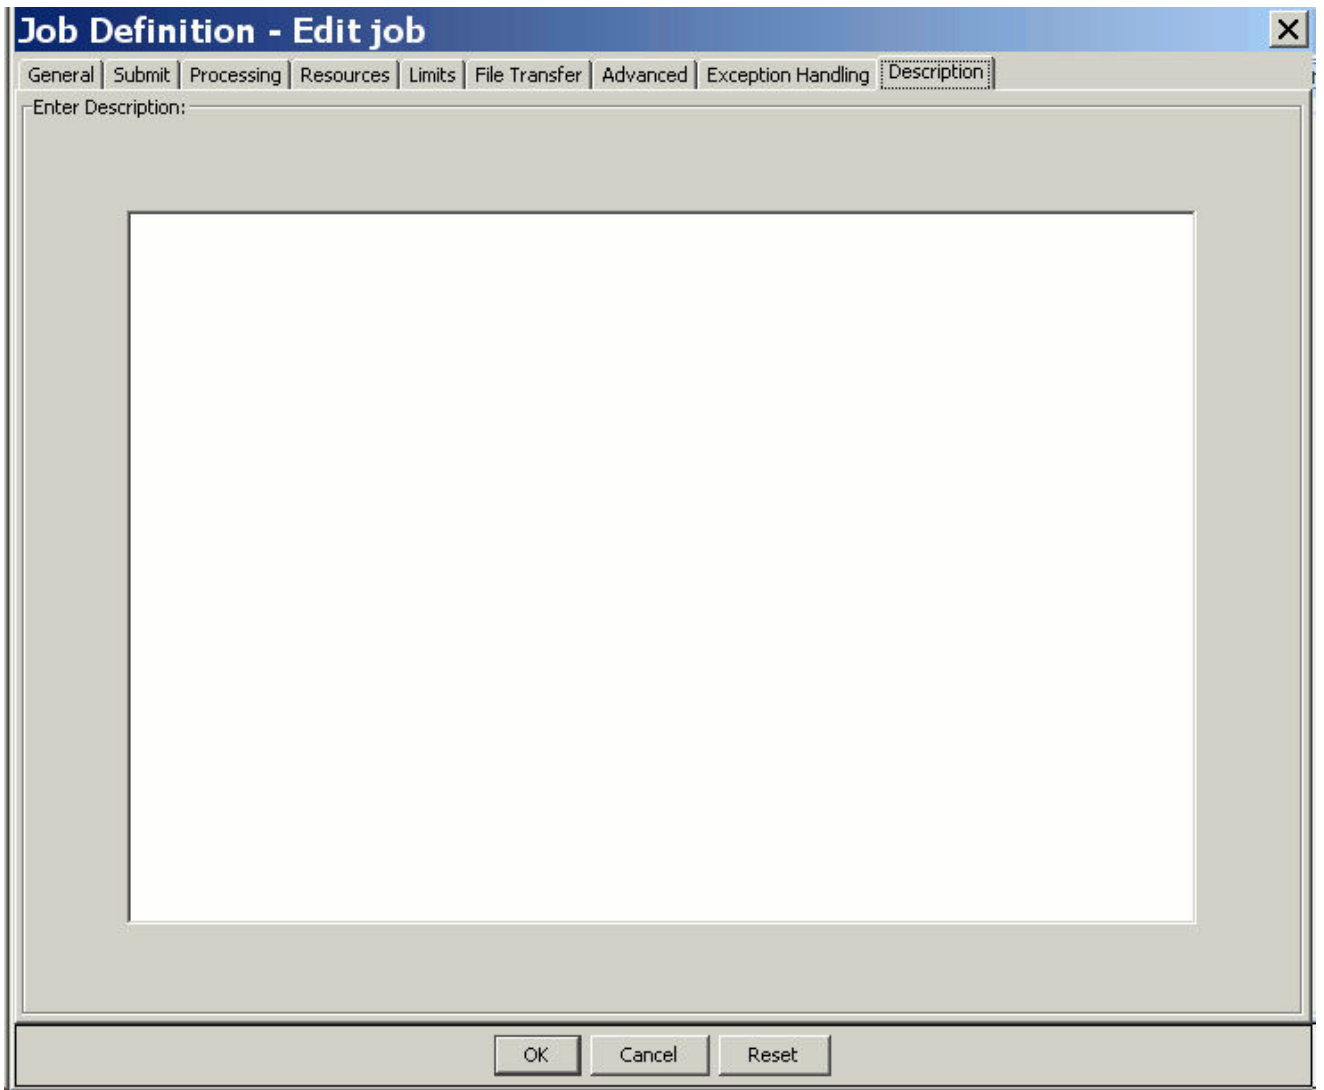 Job Definition - Edit job
General Submit Processing Resources Limits File Transfer Advanced Exception Handling Description
Enter Description:
OK Cancel Reset